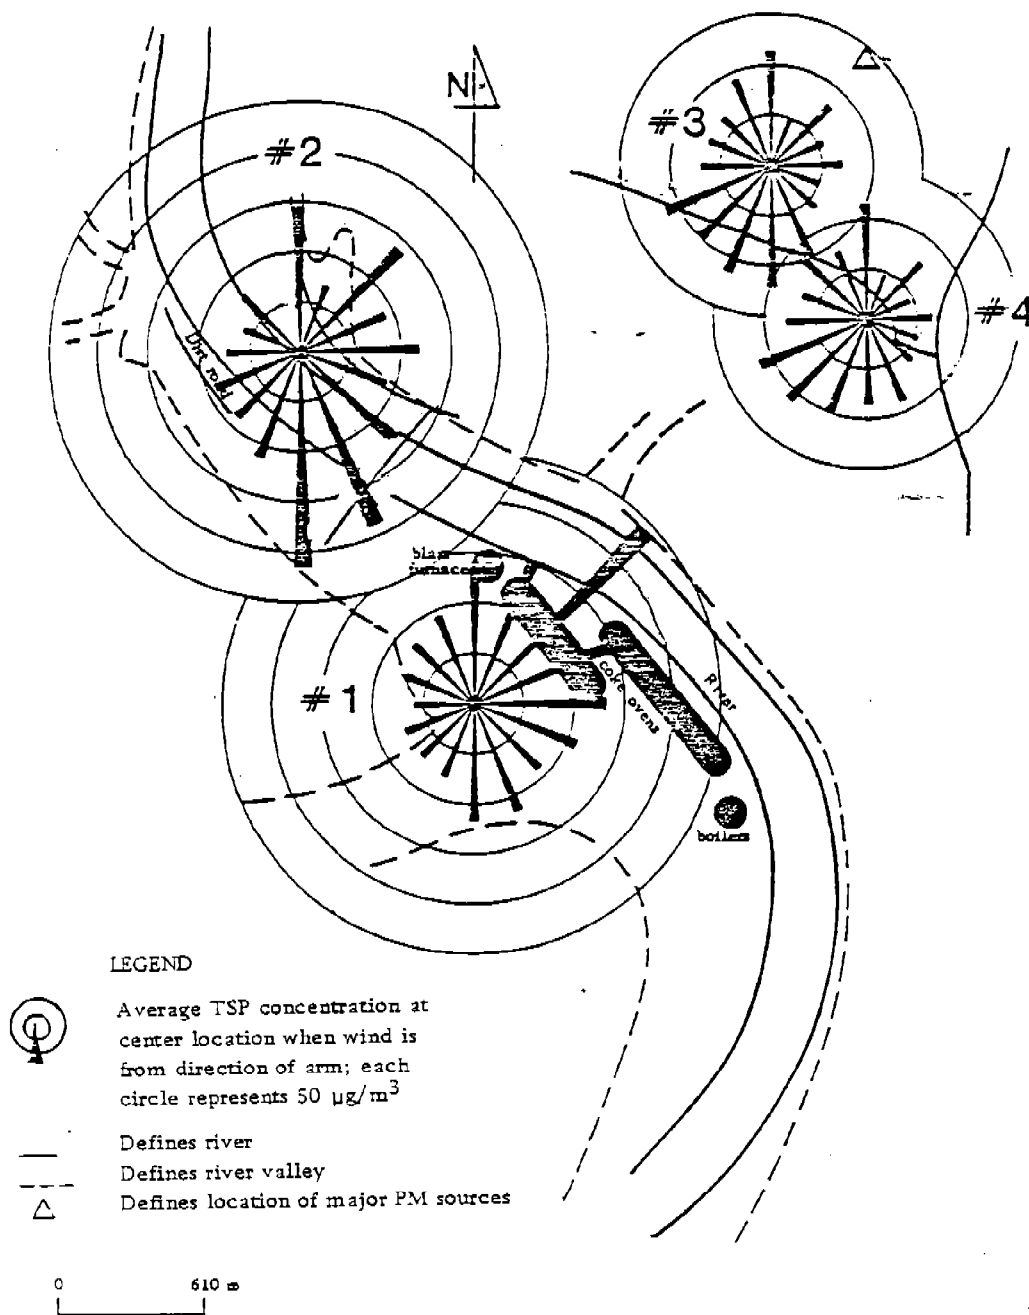 N
#2
#3
#4
Dirt road
blast
furnaces
#1
coke ovens
River
boilers
LEGEND
Average TSP concentration at
center location when wind is
from direction of arm; each
circle represents 50 µg/m³
Defines river
Defines river valley
Defines location of major PM sources
0 610 m